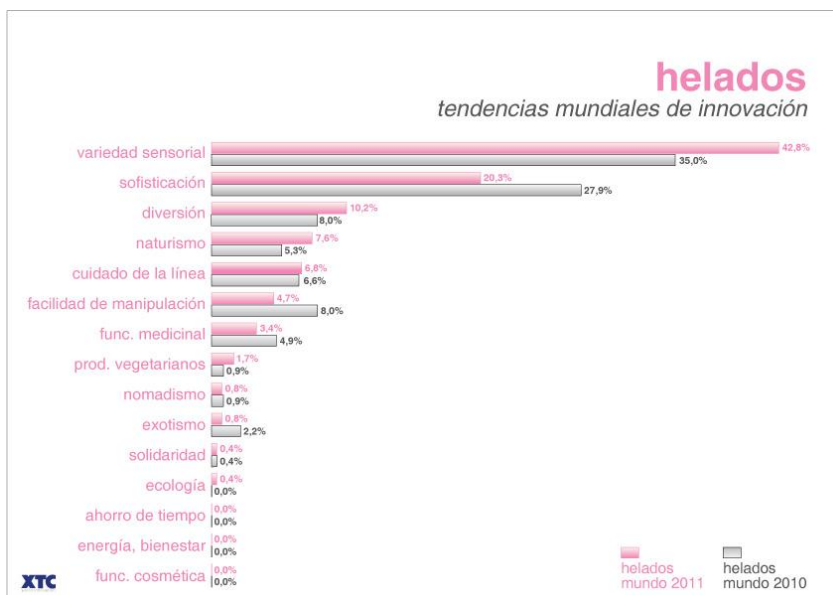 helados
tendencias mundiales de innovación
variedad sensorial
42,8%
35,0%
sofisticación
20,3%
27,9%
diversión
10,2%
8,0%
naturismo
7,6%
5,3%
cuidado de la línea
6,8%
6,6%
facilidad de manipulación
4,7%
8,0%
func. medicinal
3,4%
4,9%
prod. vegetarianos
1,7%
0,9%
nomadismo
0,8%
0,9%
exotismo
0,8%
2,2%
solidaridad
0,4%
0,4%
ecología
0,4%
0,0%
ahorro de tiempo
0,0%
0,0%
energía, bienestar
0,0%
0,0%
func. cosmética
0,0%
0,0%
helados
mundo 2011
helados
mundo 2010
XTC